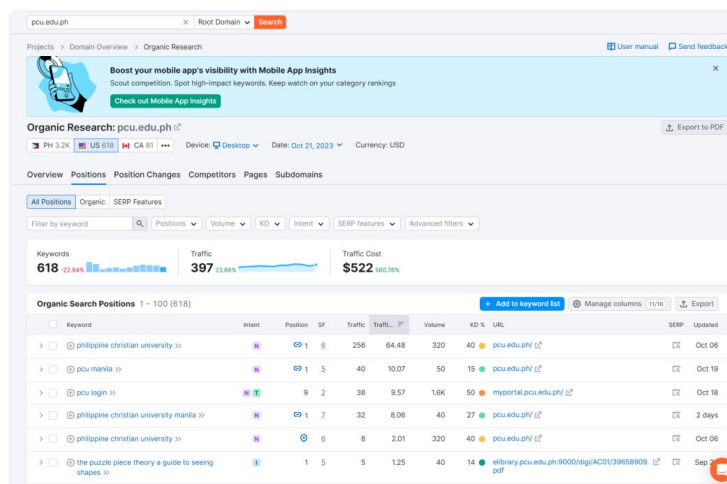 pcu.edu.ph × Root Domain Search
Projects > Domain Overview > Organic Research User manual Send feedback
Boost your mobile app's visibility with Mobile App Insights ×
Scout competition. Spot high-impact keywords. Keep watch on your category rankings
Check out Mobile App Insights
Organic Research: pcu.edu.ph Export to PDF
PH 3.2K US 618 CA 81 ••• Device: Desktop Date: Oct 21, 2023 Currency: USD
Overview Positions Position Changes Competitors Pages Subdomains
All Positions Organic SERP Features
Filter by keyword Positions Volume KD Intent SERP features Advanced filters
Keywords Traffic Traffic Cost
618 -22.94% 397 23.68% $522 560.76%
Organic Search Positions 1 - 100 (618) + Add to keyword list Manage columns 11/16 Export
Keyword Intent Position SF Traffic Traffi... Volume KD % URL SERP Updated
philippine christian university >> N 1 6 256 64.48 320 40 pcu.edu.ph/ Oct 06
pcu manila >> N 1 5 40 10.07 50 15 pcu.edu.ph/ Oct 19
pcu login >> N T 9 2 38 9.57 1.6K 50 myportal.pcu.edu.ph/ Oct 18
philippine christian university manila >> N 1 7 32 8.06 40 27 pcu.edu.ph/ 2 days
philippine christian university >> N 6 8 2.01 320 40 pcu.edu.ph/ Oct 06
the puzzle piece theory a guide to seeing I 1 5 5 1.25 40 14 elibrary.pcu.edu.ph:9000/digi/AC01/39658909. Sep
shapes >> pdf